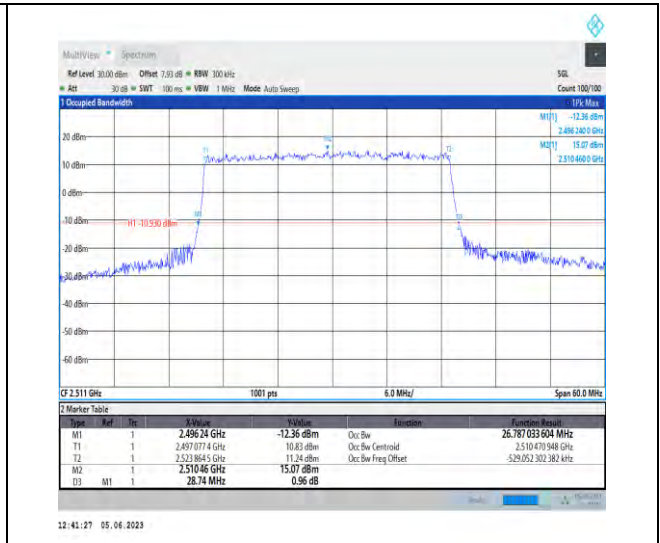 MultiView Spectrum
Ref Level 30.00 dBm Offset 7.93 dB RBW 300 kHz SGL
Att 30 dB SWT 100 ms VBW 1 MHz Mode Auto Sweep Count 100/100
1 Occupied Bandwidth 1Pk Max
M1[1] -12.36 dBm
2.496 240 0 GHz
M2[1] 15.07 dBm
2.510 460 0 GHz
20 dBm
T1 T2
10 dBm
0 dBm
-10 dBm
H1 -10.930 dBm
-20 dBm
-30 dBm
-40 dBm
-50 dBm
-60 dBm
CF 2.511 GHz 1001 pts 6.0 MHz/ Span 60.0 MHz
2 Marker Table
Type Ref Trc X-Value Y-Value Function Function Result
M1 1 2.496 24 GHz -12.36 dBm Occ Bw 26.787 033 604 MHz
T1 1 2.497 077 4 GHz 10.83 dBm Occ Bw Centroid 2.510 470 948 GHz
T2 1 2.523 864 5 GHz 11.24 dBm Occ Bw Freq Offset -529.052 302 382 kHz
M2 1 2.510 46 GHz 15.07 dBm
D3 M1 1 28.74 MHz 0.96 dB
12:41:27 05.06.2023